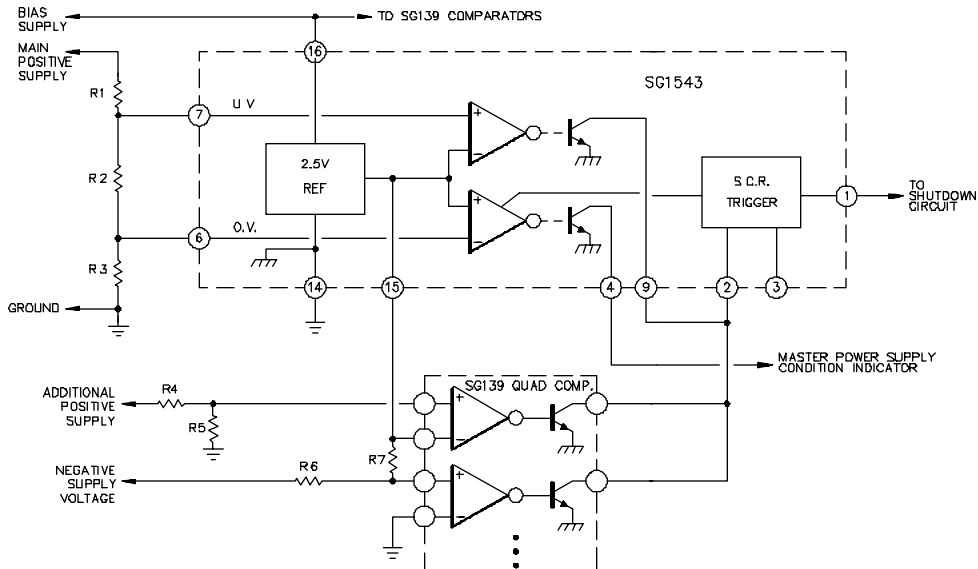 BIAS
SUPPLY
TO SG139 COMPARATORS
MAIN
POSITIVE
SUPPLY
16
SG1543
R1
7
U V
+
−
2.5V
REF
R2
S.C.R.
TRIGGER
1
TO
SHUTDOWN
CIRCUIT
+
−
6
O.V.
R3
14
15
4
9
2
3
GROUND
MASTER POWER SUPPLY
CONDITION INDICATOR
SG139 QUAD COMP.
ADDITIONAL
POSITIVE
SUPPLY
R4
R5
+
−
R7
NEGATIVE
SUPPLY
VOLTAGE
R6
+
−